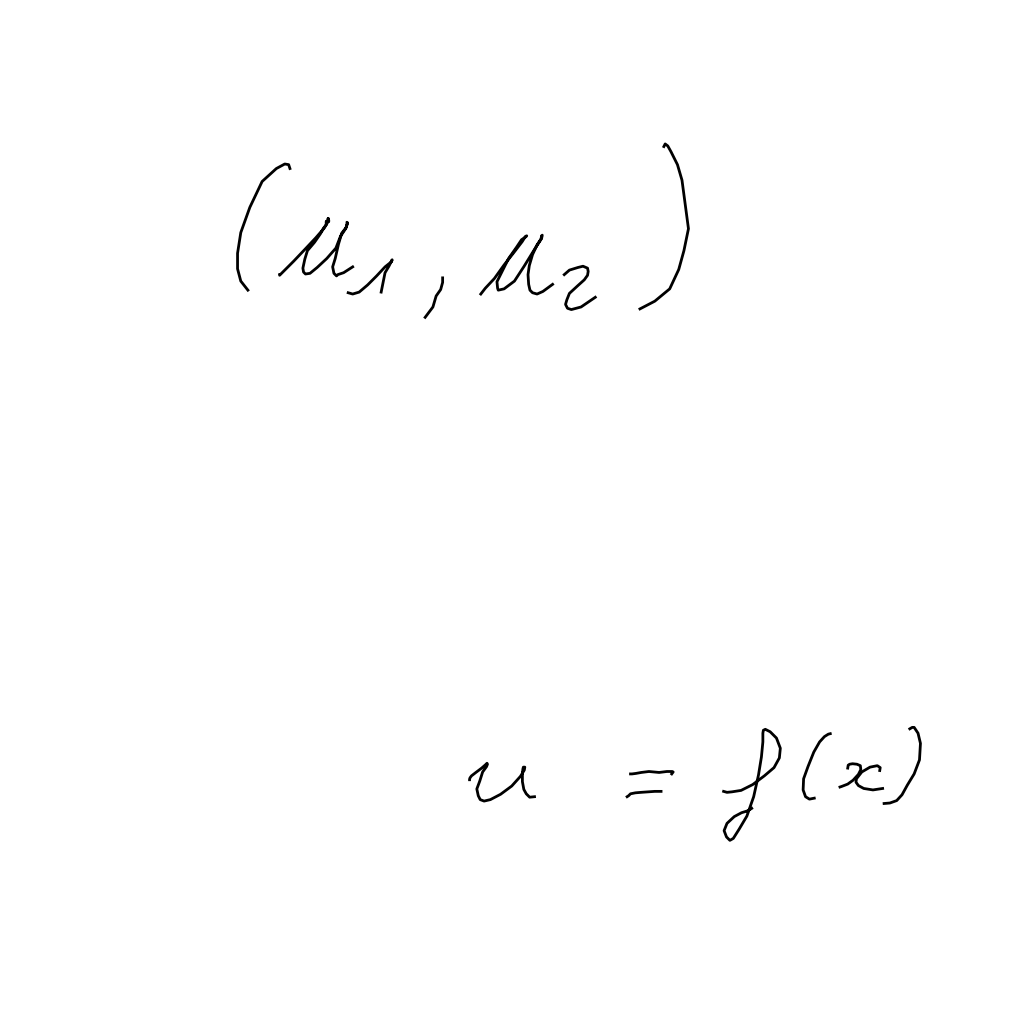 (u₁, u₂)
u = f(x)